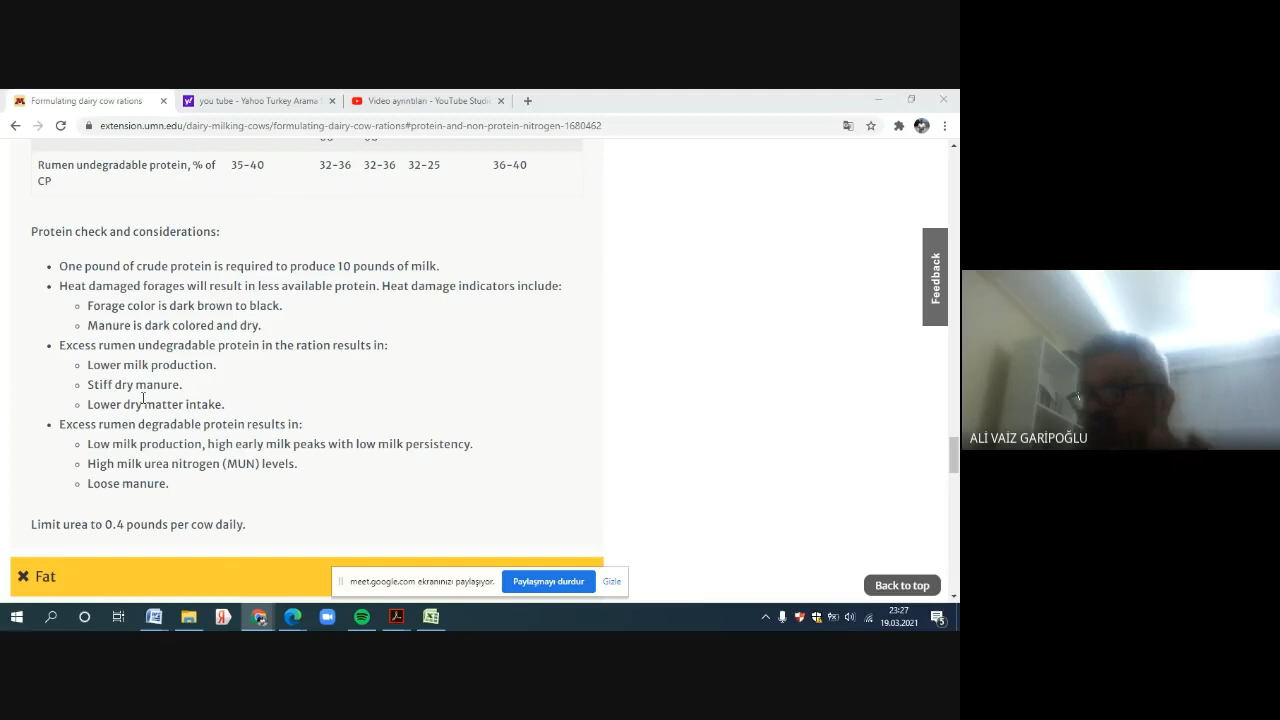 Formulating dairy cow rations
you tube - Yahoo Turkey Arama
Video ayrıntıları - YouTube Studi
extension.umn.edu/dairy-milking-cows/formulating-dairy-cow-rations#protein-and-non-protein-nitrogen-1680462
Rumen undegradable protein, % of 35-40 32-36 32-36 32-25 36-40
CP
Protein check and considerations:
• One pound of crude protein is required to produce 10 pounds of milk.
• Heat damaged forages will result in less available protein. Heat damage indicators include:
◦ Forage color is dark brown to black.
◦ Manure is dark colored and dry.
• Excess rumen undegradable protein in the ration results in:
◦ Lower milk production.
◦ Stiff dry manure.
◦ Lower dry matter intake.
• Excess rumen degradable protein results in:
◦ Low milk production, high early milk peaks with low milk persistency.
◦ High milk urea nitrogen (MUN) levels.
◦ Loose manure.
Limit urea to 0.4 pounds per cow daily.
Fat
meet.google.com ekranınızı paylaşıyor. Paylaşmayı durdur Gizle
Back to top
Feedback
23:27
19.03.2021
5
ALİ VAİZ GARİPOĞLU